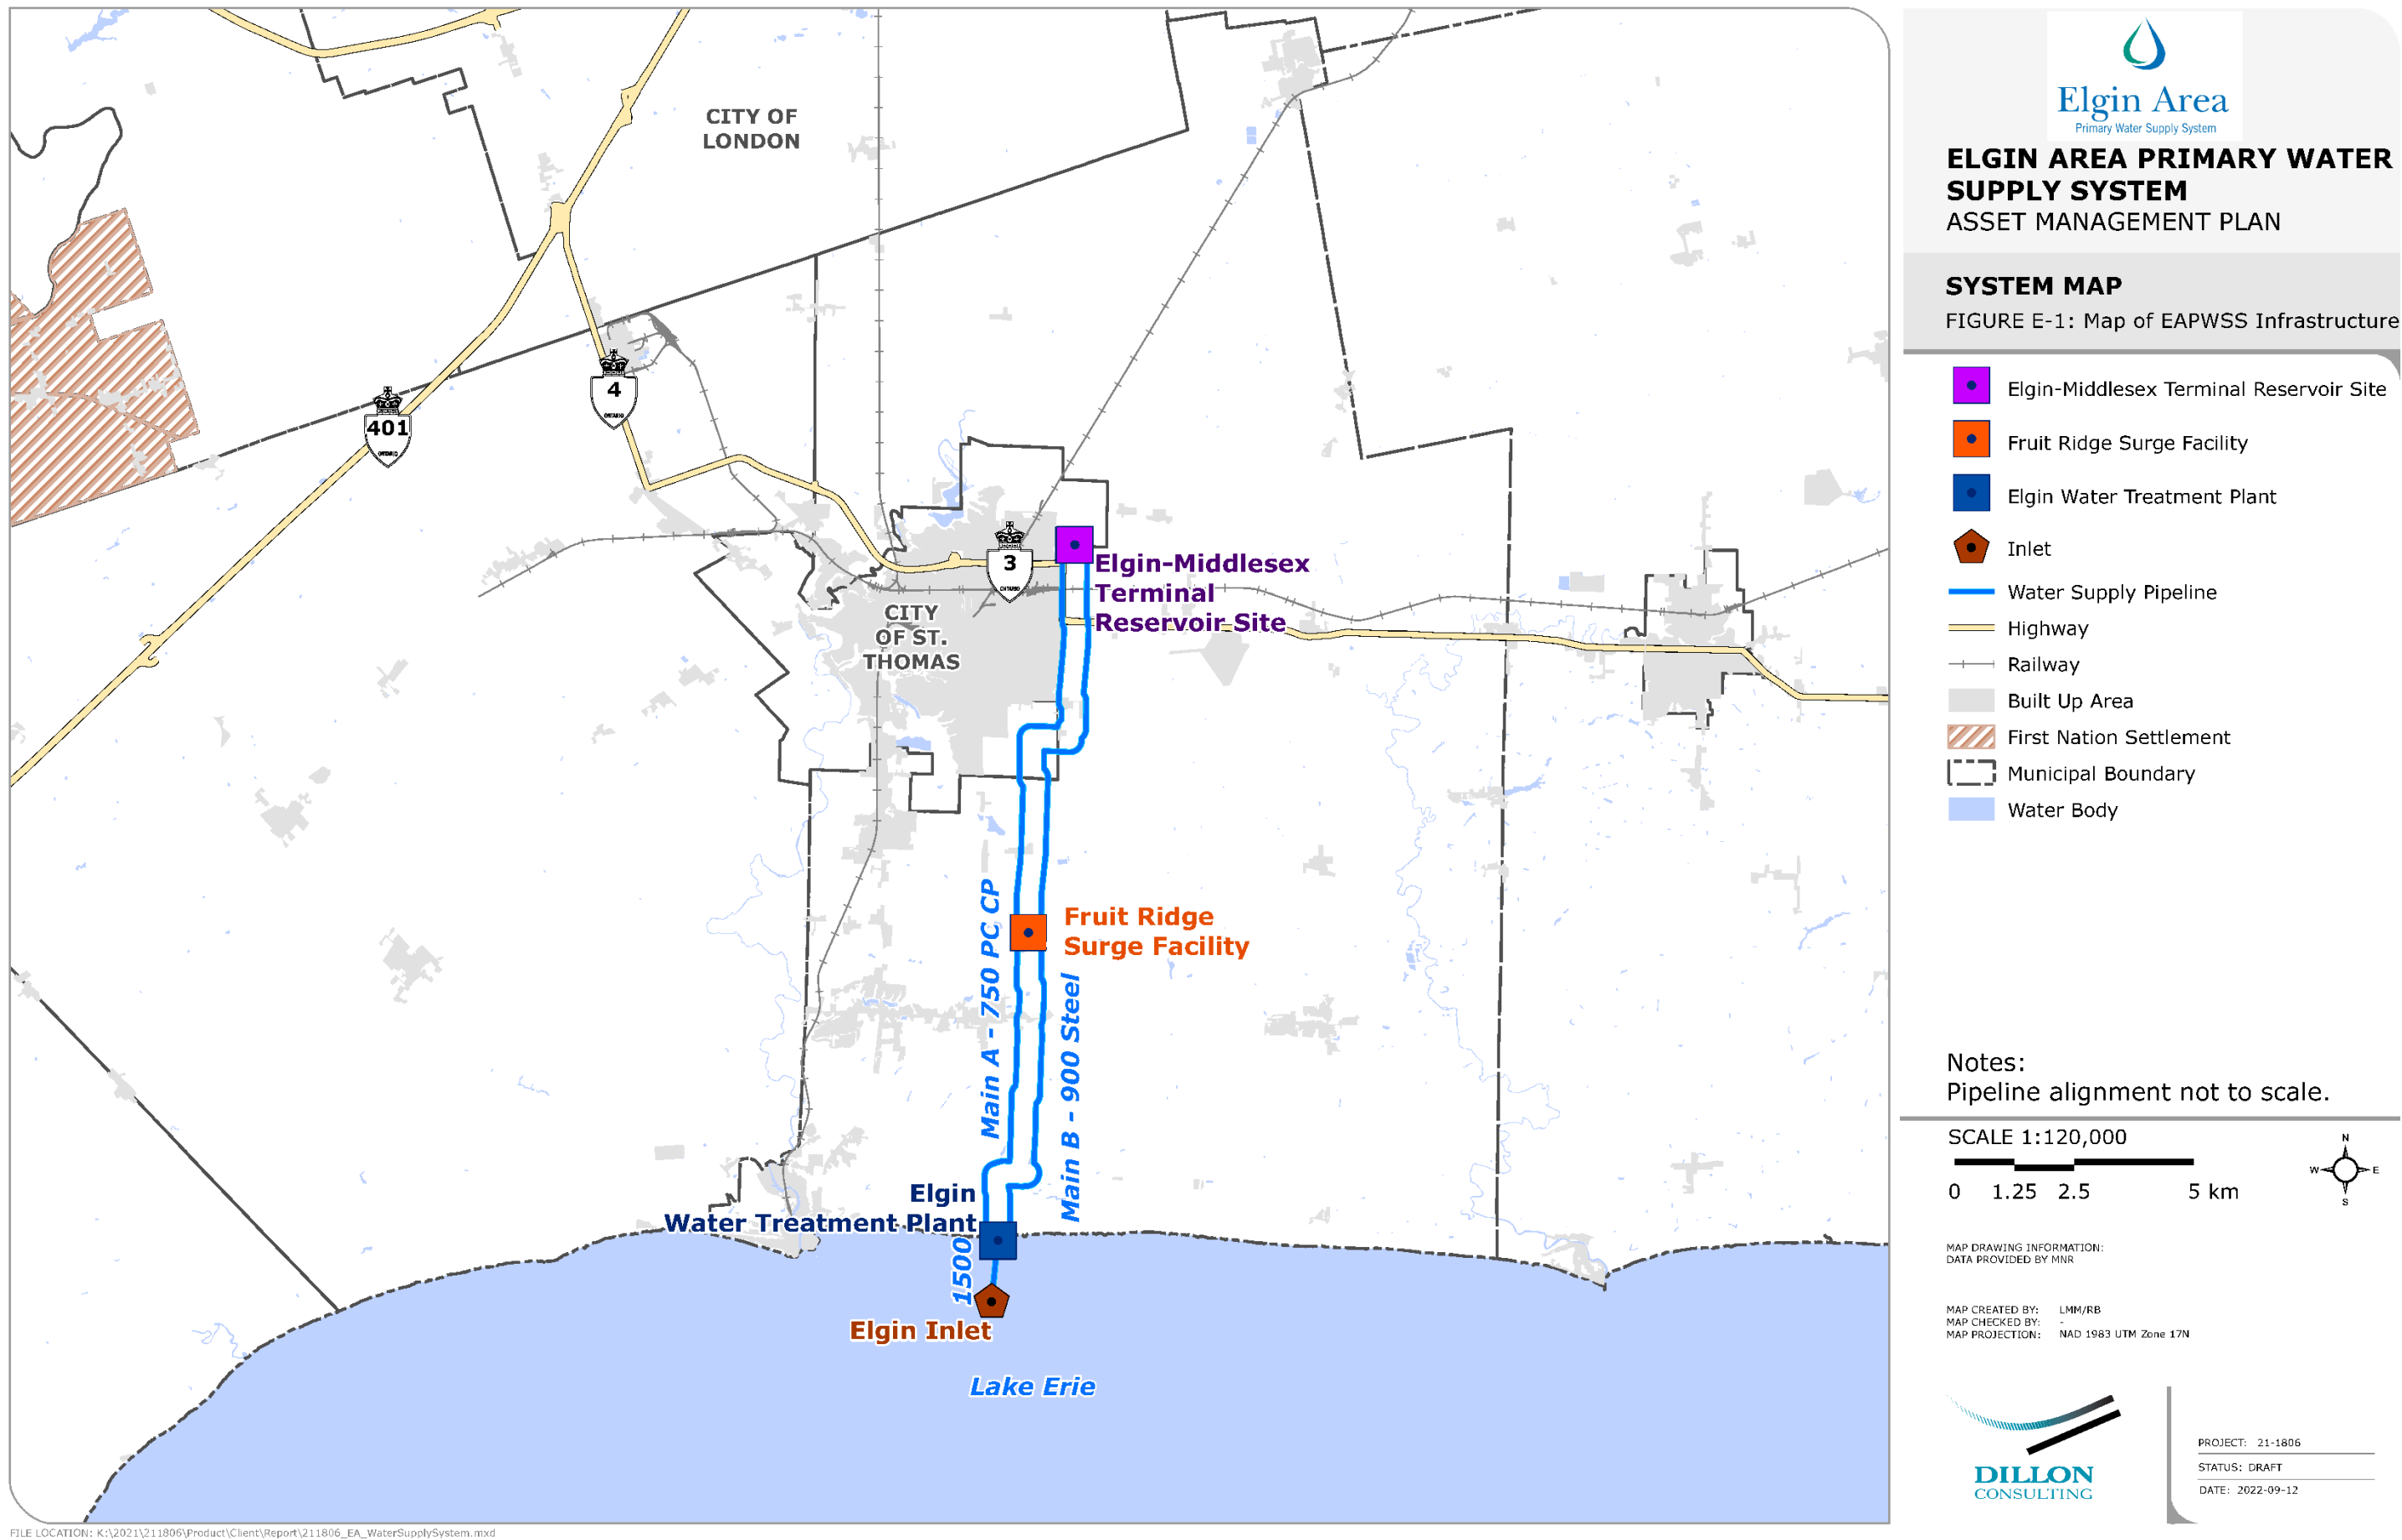 CITY OF
LONDON
401
ONTARIO
4
ONTARIO
3
ONTARIO
Elgin-Middlesex
Terminal
Reservoir Site
CITY
OF ST.
THOMAS
Fruit Ridge
Surge Facility
Main A - 750 PC CP
Main B - 900 Steel
Elgin
Water Treatment Plant
1500
Elgin Inlet
Lake Erie
FILE LOCATION: K:\2021\211806\Product\Client\Report\211806_EA_WaterSupplySystem.mxd
Elgin Area
Primary Water Supply System
ELGIN AREA PRIMARY WATER
SUPPLY SYSTEM
ASSET MANAGEMENT PLAN
SYSTEM MAP
FIGURE E-1: Map of EAPWSS Infrastructure
Elgin-Middlesex Terminal Reservoir Site
Fruit Ridge Surge Facility
Elgin Water Treatment Plant
Inlet
Water Supply Pipeline
Highway
Railway
Built Up Area
First Nation Settlement
Municipal Boundary
Water Body
Notes:
Pipeline alignment not to scale.
SCALE 1:120,000
0 1.25 2.5 5 km
N
W E
S
MAP DRAWING INFORMATION:
DATA PROVIDED BY MNR
MAP CREATED BY: LMM/RB
MAP CHECKED BY: -
MAP PROJECTION: NAD 1983 UTM Zone 17N
DILLON
CONSULTING
PROJECT: 21-1806
STATUS: DRAFT
DATE: 2022-09-12